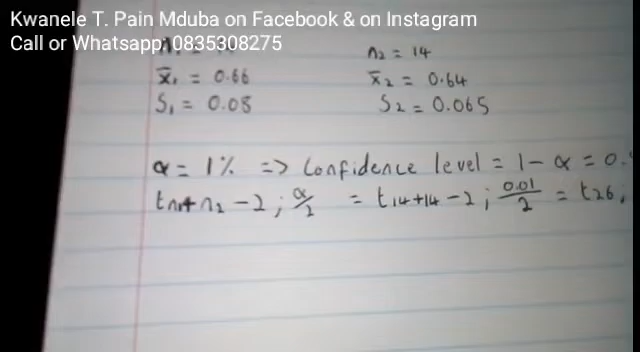 Kwanele T. Pain Mduba on Facebook & on Instagram
Call or Whatsapp 0835308275
n₂ = 14
x̄₁ = 0.66 x̄₂ = 0.64
S₁ = 0.08 S₂ = 0.065
α = 1% => Confidence level = 1 - α = 0.
tn₁+n₂ - 2 ; α/2 = t14+14-2 ; 0.01/2 = t26,